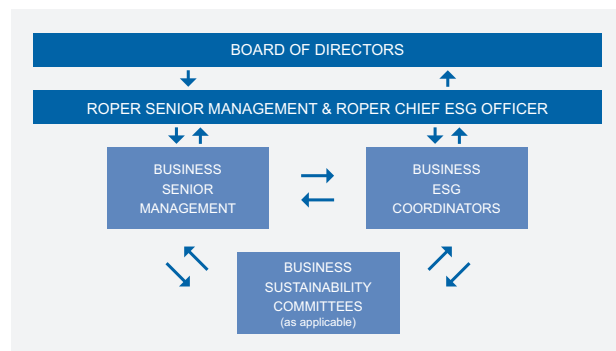 BOARD OF DIRECTORS
ROPER SENIOR MANAGEMENT & ROPER CHIEF ESG OFFICER
BUSINESS
SENIOR
MANAGEMENT
BUSINESS
ESG
COORDINATORS
BUSINESS
SUSTAINABILITY
COMMITTEES
(as applicable)